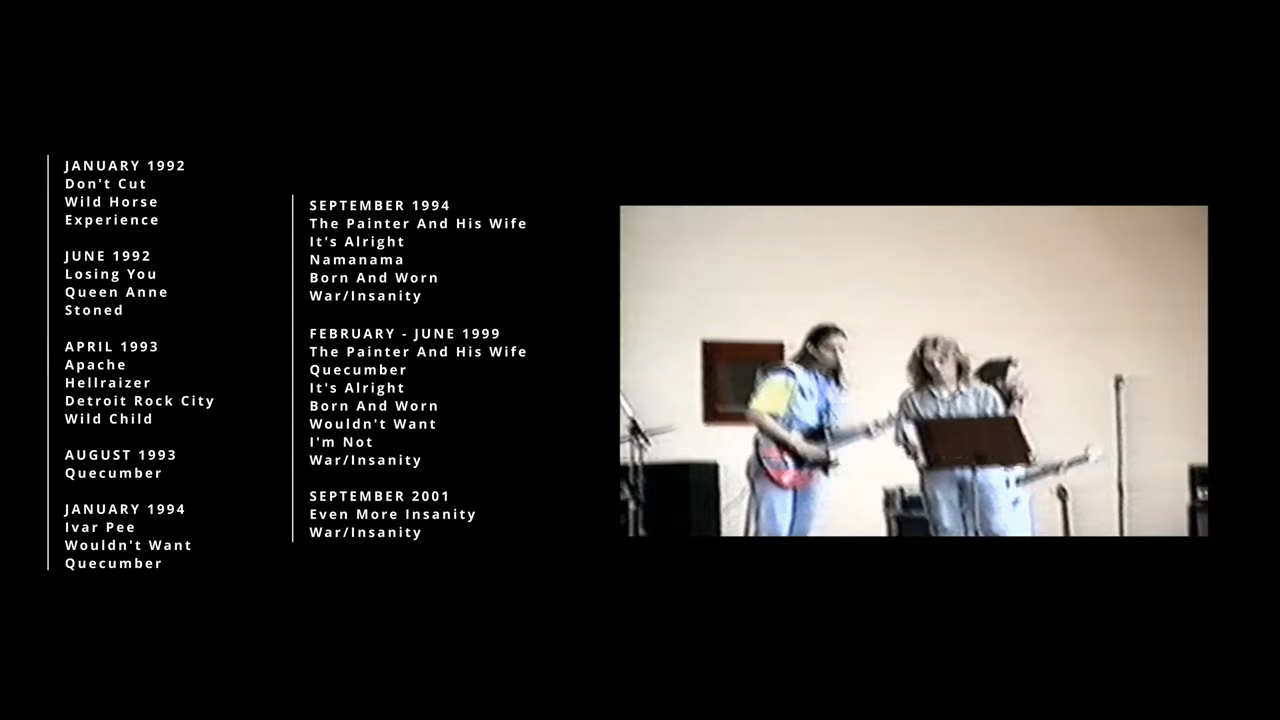 JANUARY 1992
Don't Cut
Wild Horse
Experience
JUNE 1992
Losing You
Queen Anne
Stoned
APRIL 1993
Apache
Hellraizer
Detroit Rock City
Wild Child
AUGUST 1993
Quecumber
JANUARY 1994
Ivar Pee
Wouldn't Want
Quecumber
SEPTEMBER 1994
The Painter And His Wife
It's Alright
Namanama
Born And Worn
War/Insanity
FEBRUARY - JUNE 1999
The Painter And His Wife
Quecumber
It's Alright
Born And Worn
Wouldn't Want
I'm Not
War/Insanity
SEPTEMBER 2001
Even More Insanity
War/Insanity